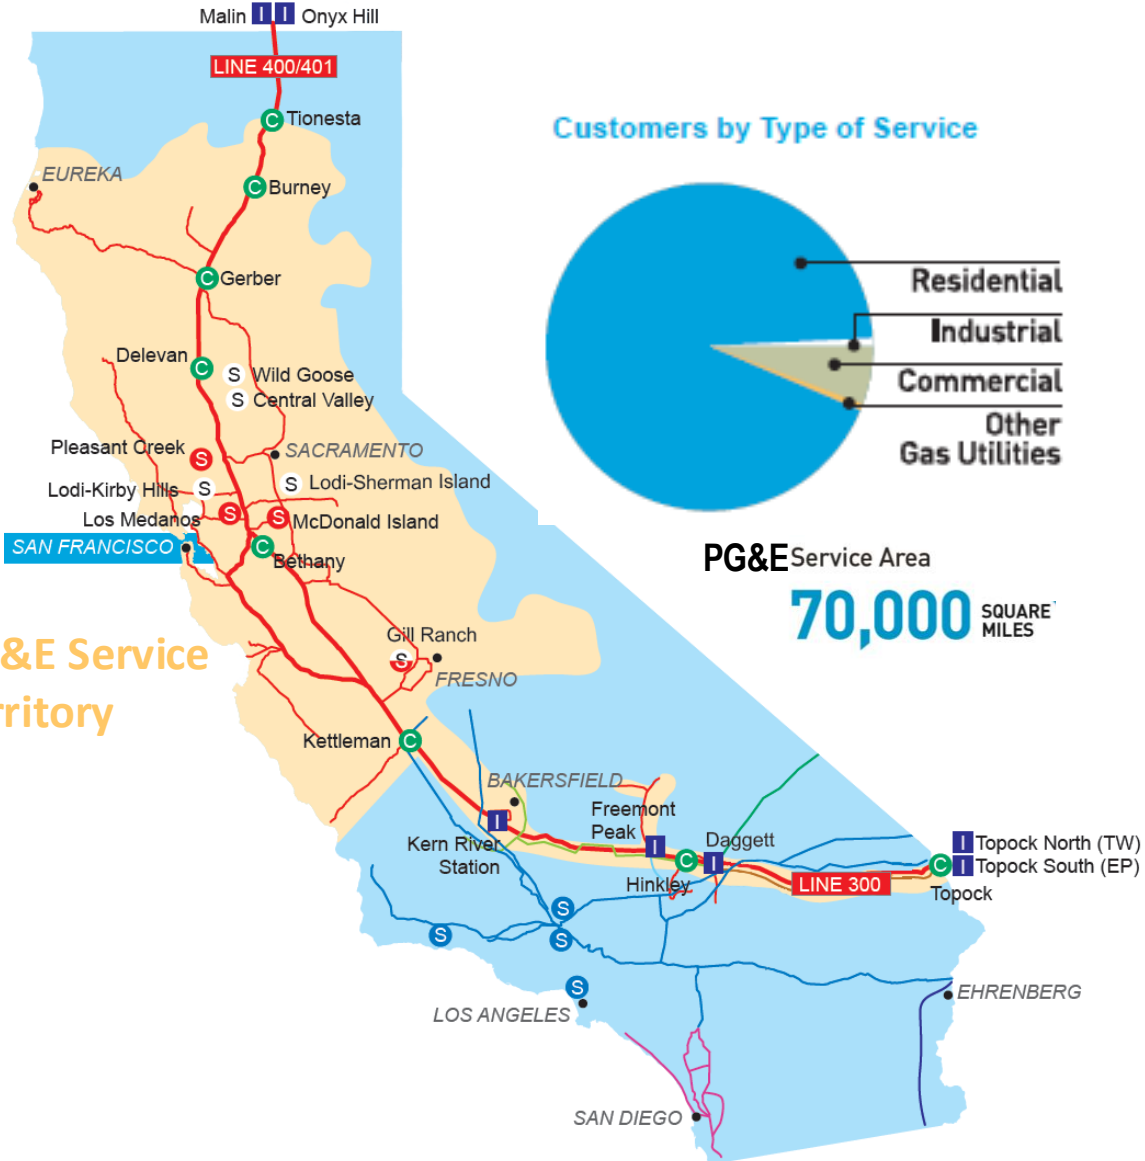 Malin I I Onyx Hill
LINE 400/401
C Tionesta
Customers by Type of Service
EUREKA
C Burney
Residential
C Gerber
Industrial
Delevan C
S Wild Goose
Commercial
S Central Valley
Other
Gas Utilities
Pleasant Creek S
SACRAMENTO
Lodi-Kirby Hills S
S Lodi-Sherman Island
Los Medanos S
S McDonald Island
SAN FRANCISCO
C
Bethany
PG&E Service Area
70,000 SQUARE
MILES
Gill Ranch
S
&E Service
FRESNO
rritory
Kettleman C
BAKERSFIELD
Freemont
Peak
I
Kern River
Station
I
Daggett
C I
Hinkley
LINE 300
I Topock North (TW)
C I Topock South (EP)
Topock
S
S
S
S
EHRENBERG
LOS ANGELES
SAN DIEGO